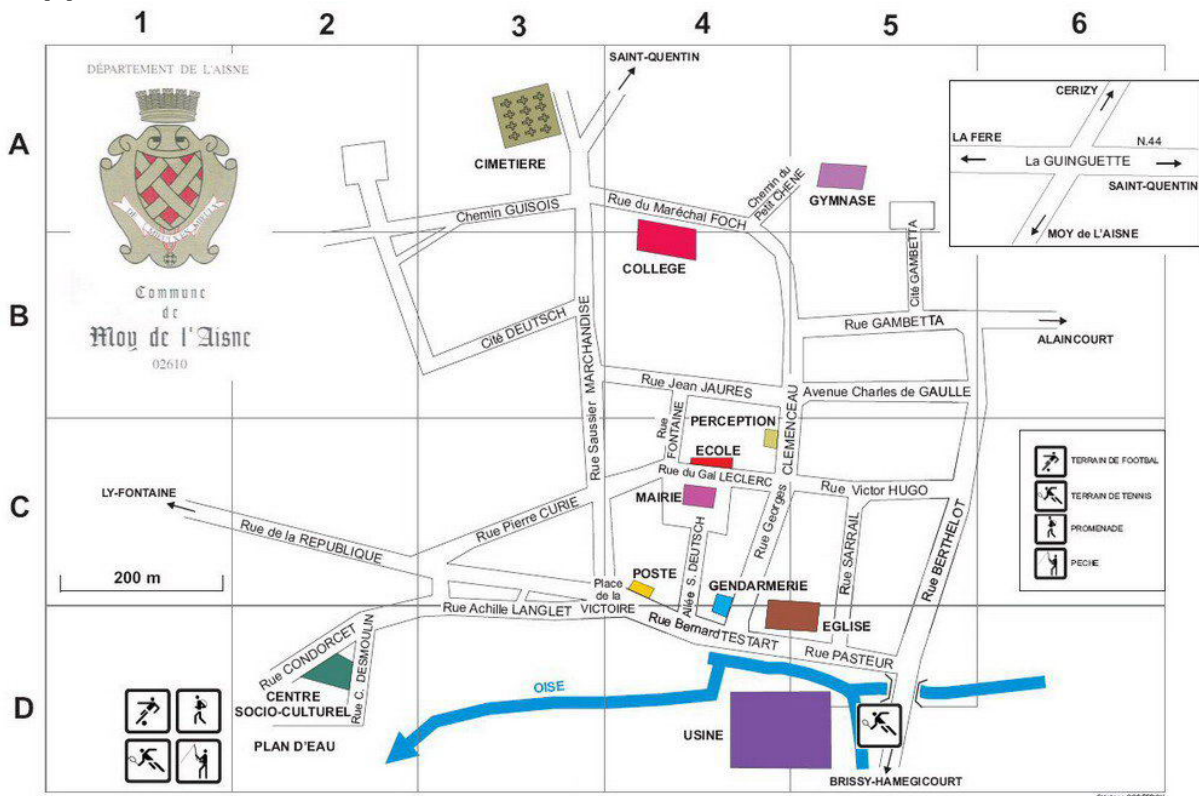 1 2 3 4 5 6
A
B
C
D
DÉPARTEMENT DE L'AISNE
Commune
de
Moy de l'Aisne
02610
SAINT-QUENTIN
CIMETIERE
Chemin GUISOIS
Rue du Maréchal FOCH
Chemin du
Petit CHENE
GYMNASE
CERIZY
LA FERE
N.44
La GUINGUETTE
SAINT-QUENTIN
MOY de L'AISNE
COLLEGE
Cité GAMBETTA
Rue GAMBETTA
ALAINCOURT
Cité DEUTSCH
Rue Saussier MARCHANDISE
Rue Jean JAURES
Avenue Charles de GAULLE
Rue
FONTAINE
PERCEPTION
ECOLE
Rue du Gal LECLERC
Rue Georges CLEMENCEAU
Rue Victor HUGO
MAIRIE
LY-FONTAINE
Rue de la REPUBLIQUE
Rue Pierre CURIE
200 m
POSTE
Allée S. DEUTSCH
GENDARMERIE
Rue SARRAIL
Rue BERTHELOT
TERRAIN DE FOOTBAL
TERRAIN DE TENNIS
PROMENADE
PECHE
Place
de la
VICTOIRE
Rue Achille LANGLET
Rue Bernard TESTART
EGLISE
Rue PASTEUR
Rue CONDORCET
Rue C. DESMOULIN
CENTRE
SOCIO-CULTUREL
PLAN D'EAU
OISE
USINE
BRISSY-HAMEGICOURT